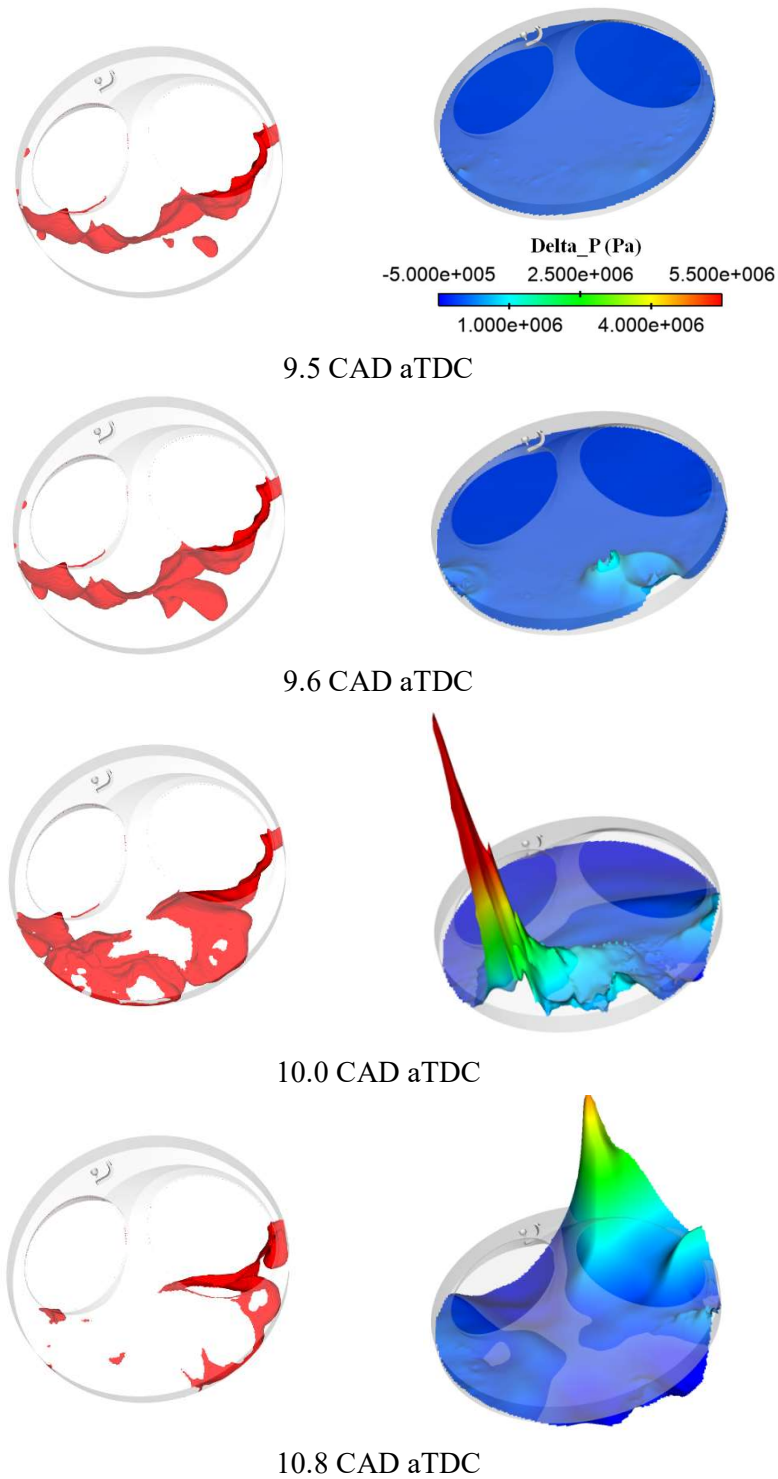 Delta_P (Pa)
-5.000e+005 2.500e+006 5.500e+006
1.000e+006 4.000e+006
9.5 CAD aTDC
9.6 CAD aTDC
10.0 CAD aTDC
10.8 CAD aTDC